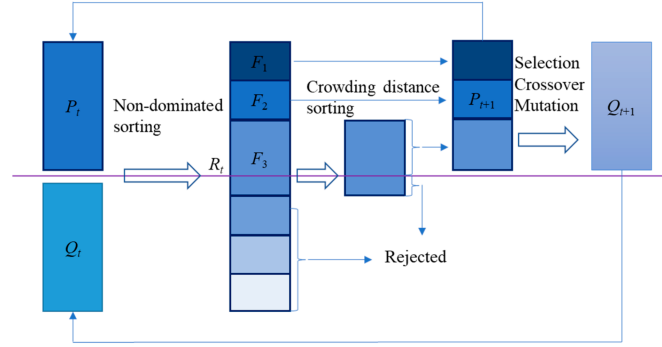 P_t
Non-dominated
sorting
Q_t
R_t
F_1
F_2
F_3
Crowding distance
sorting
Rejected
P_{t+1}
Selection
Crossover
Mutation
Q_{t+1}